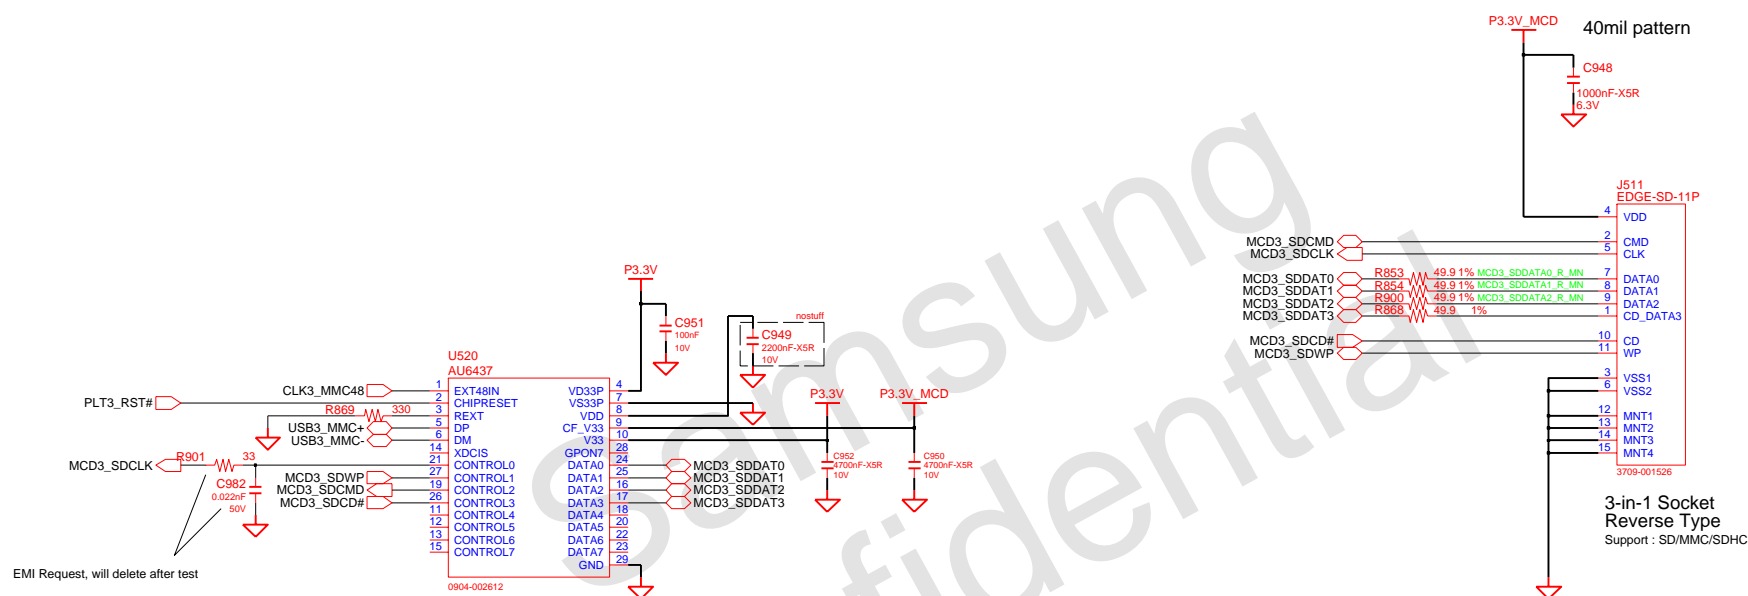 P3.3V_MCD
40mil pattern
C948
1000nF-X5R
6.3V
J511
EDGE-SD-11P
4 VDD
MCD3_SDCMD 2 CMD
MCD3_SDCLK 5 CLK
MCD3_SDDAT0 R853 49.9 1% MCD3_SDDATA0_R_MN 7 DATA0
MCD3_SDDAT1 R854 49.9 1% MCD3_SDDATA1_R_MN 8 DATA1
MCD3_SDDAT2 R900 49.9 1% MCD3_SDDATA2_R_MN 9 DATA2
MCD3_SDDAT3 R868 49.9 1% 1 CD_DATA3
MCD3_SDCD# 10 CD
MCD3_SDWP 11 WP
3 VSS1
6 VSS2
12 MNT1
13 MNT2
14 MNT3
15 MNT4
3709-001526
3-in-1 Socket
Reverse Type
Support : SD/MMC/SDHC
P3.3V
C951
100nF
10V
nostuff
C949
2200nF-X5R
10V
P3.3V
P3.3V_MCD
C952
4700nF-X5R
10V
C950
4700nF-X5R
10V
U520
AU6437
CLK3_MMC48 1 EXT48IN VD33P 4
PLT3_RST# 2 CHIPRESET VS33P 7
R869 330 3 REXT VDD 8
USB3_MMC+ 5 DP CF_V33 9
USB3_MMC- 6 DM V33 10
14 XDCIS GPON7 28
MCD3_SDCLK R901 33 21 CONTROL0 DATA0 24 MCD3_SDDAT0
MCD3_SDWP 27 CONTROL1 DATA1 25 MCD3_SDDAT1
MCD3_SDCMD 19 CONTROL2 DATA2 16 MCD3_SDDAT2
MCD3_SDCD# 26 CONTROL3 DATA3 17 MCD3_SDDAT3
11 CONTROL4 DATA4 18
12 CONTROL5 DATA5 20
13 CONTROL6 DATA6 22
15 CONTROL7 DATA7 23
GND 29
0904-002612
C982
0.022nF
50V
EMI Request, will delete after test
Samsung
fidential